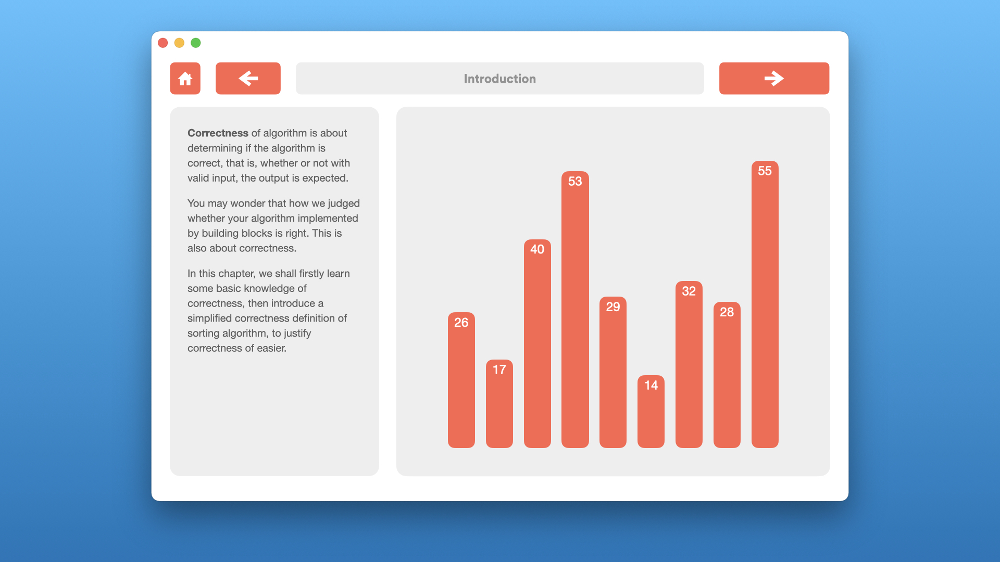 Introduction
Correctness of algorithm is about
determining if the algorithm is
correct, that is, whether or not with
valid input, the output is expected.
You may wonder that how we judged
whether your algorithm implemented
by building blocks is right. This is
also about correctness.
In this chapter, we shall firstly learn
some basic knowledge of
correctness, then introduce a
simplified correctness definition of
sorting algorithm, to justify
correctness of easier.
26
17
40
53
29
14
32
28
55